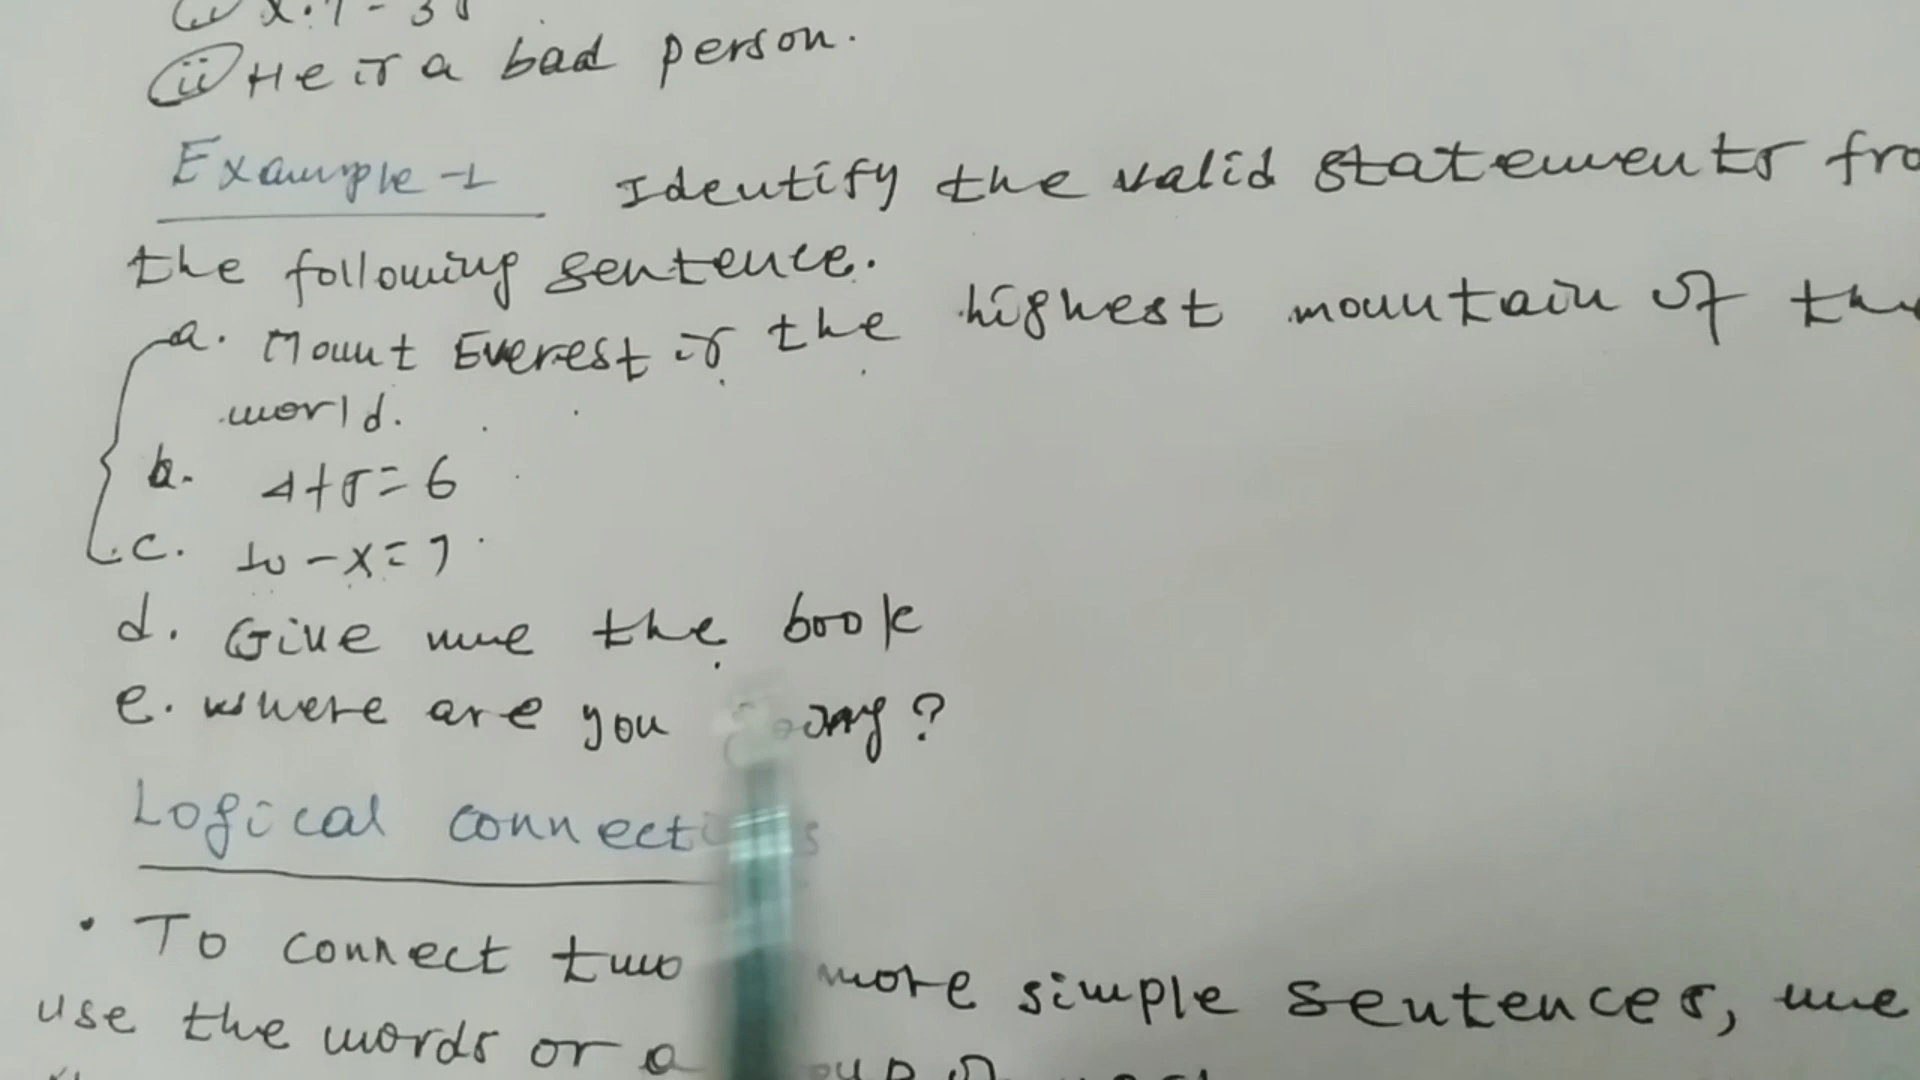 ii He is a bad person.
Example-1 Identify the valid statements fro
the following sentence.
a. Mount Everest is the highest mountain of the
world.
b. 4+5=6
c. 10-x=7
d. Give me the book
e. where are you ?
Logical
• To connect two more simple sentences, we
use the words or a